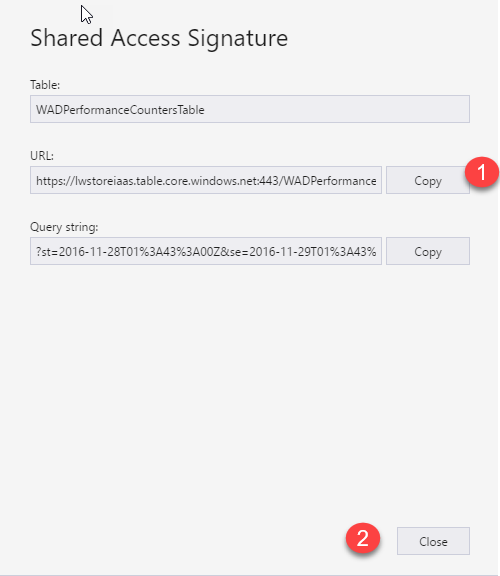 Shared Access Signature
Table:
WADPerformanceCountersTable
URL:
https://lwstoreiaas.table.core.windows.net:443/WADPerformance Copy 1
Query string:
?st=2016-11-28T01%3A43%3A00Z&se=2016-11-29T01%3A43% Copy
2 Close